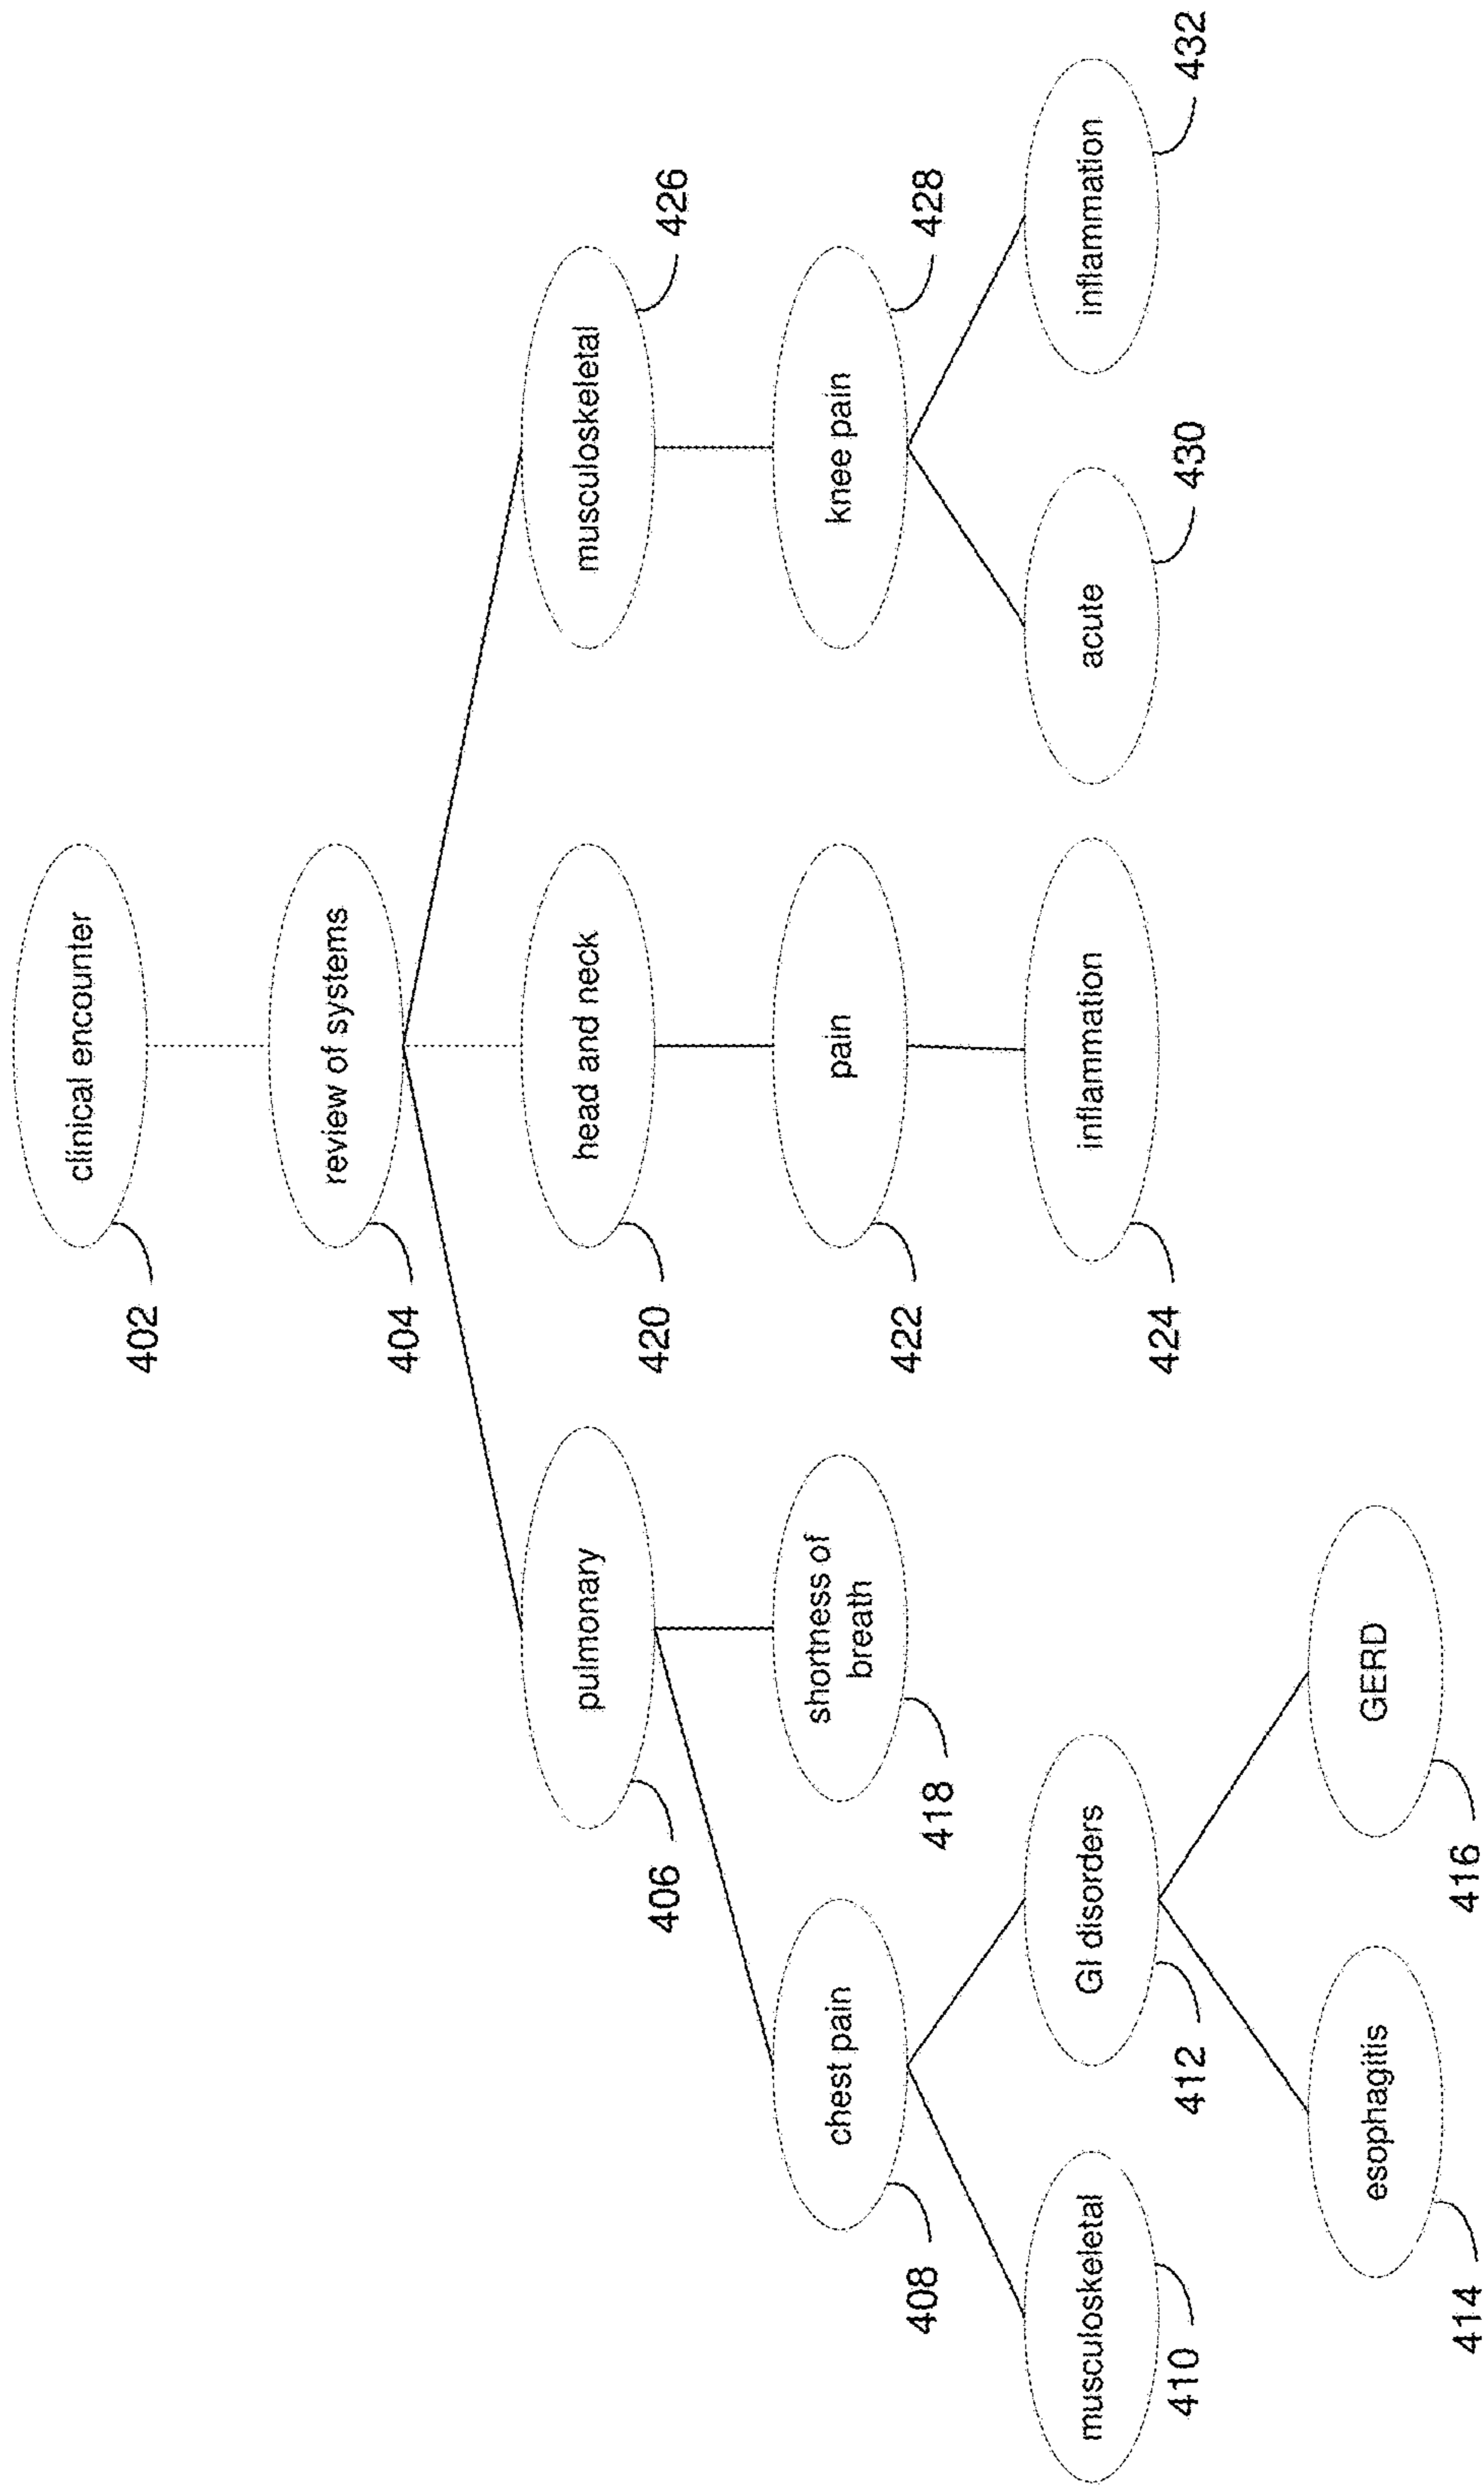 clinical encounter
402
review of systems
404
pulmonary
406
head and neck
420
musculoskeletal
426
chest pain
408
shortness of
breath
418
pain
422
knee pain
428
musculoskeletal
410
GI disorders
412
inflammation
424
acute
430
inflammation
432
esophagitis
414
GERD
416